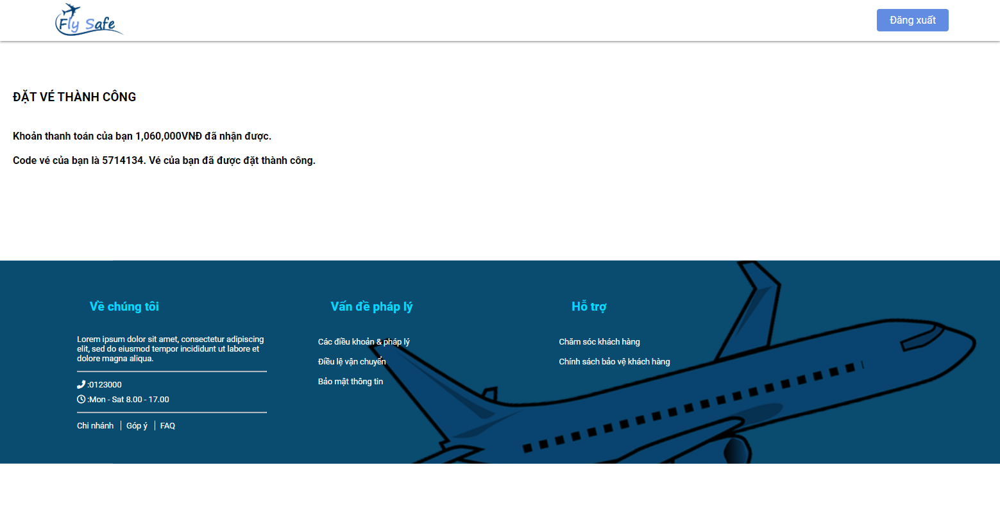 Fly Safe
Đăng xuất
ĐẶT VÉ THÀNH CÔNG
Khoản thanh toán của bạn 1,060,000VNĐ đã nhận được.
Code vé của bạn là 5714134. Vé của bạn đã được đặt thành công.
Về chúng tôi
Lorem ipsum dolor sit amet, consectetur adipiscing
elit, sed do eiusmod tempor incididunt ut labore et
dolore magna aliqua.
:0123000
:Mon - Sat 8.00 - 17.00
Chi nhánh | Góp ý | FAQ
Vấn đề pháp lý
Các điều khoản & pháp lý
Điều lệ vận chuyển
Bảo mật thông tin
Hỗ trợ
Chăm sóc khách hàng
Chính sách bảo vệ khách hàng